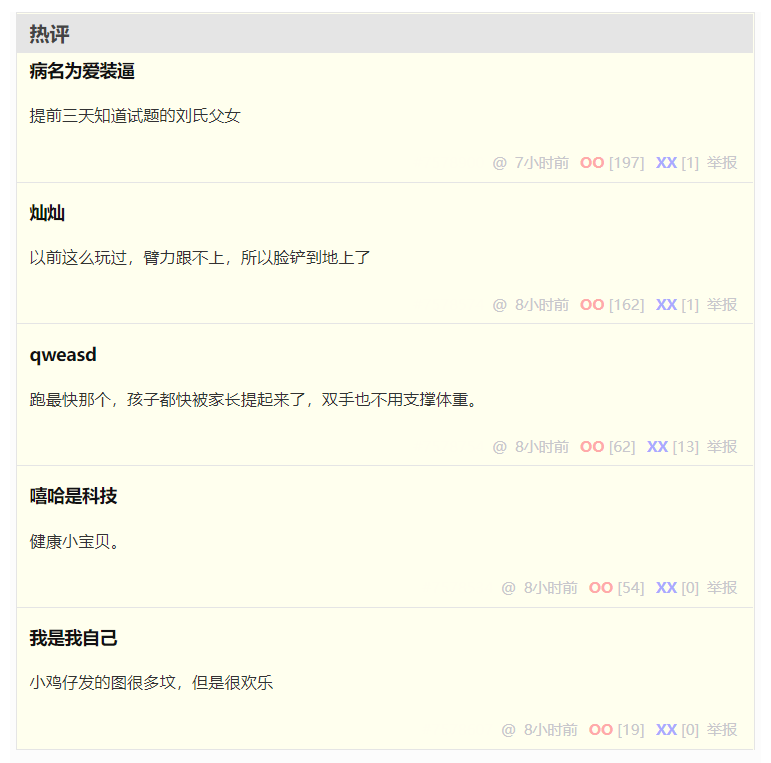 热评
病名为爱装逼
提前三天知道试题的刘氏父女
@ 7小时前 OO [197] XX [1] 举报
灿灿
以前这么玩过，臂力跟不上，所以脸铲到地上了
@ 8小时前 OO [162] XX [1] 举报
qweasd
跑最快那个，孩子都快被家长提起来了，双手也不用支撑体重。
@ 8小时前 OO [62] XX [13] 举报
嘻哈是科技
健康小宝贝。
@ 8小时前 OO [54] XX [0] 举报
我是我自己
小鸡仔发的图很多坟，但是很欢乐
@ 8小时前 OO [19] XX [0] 举报